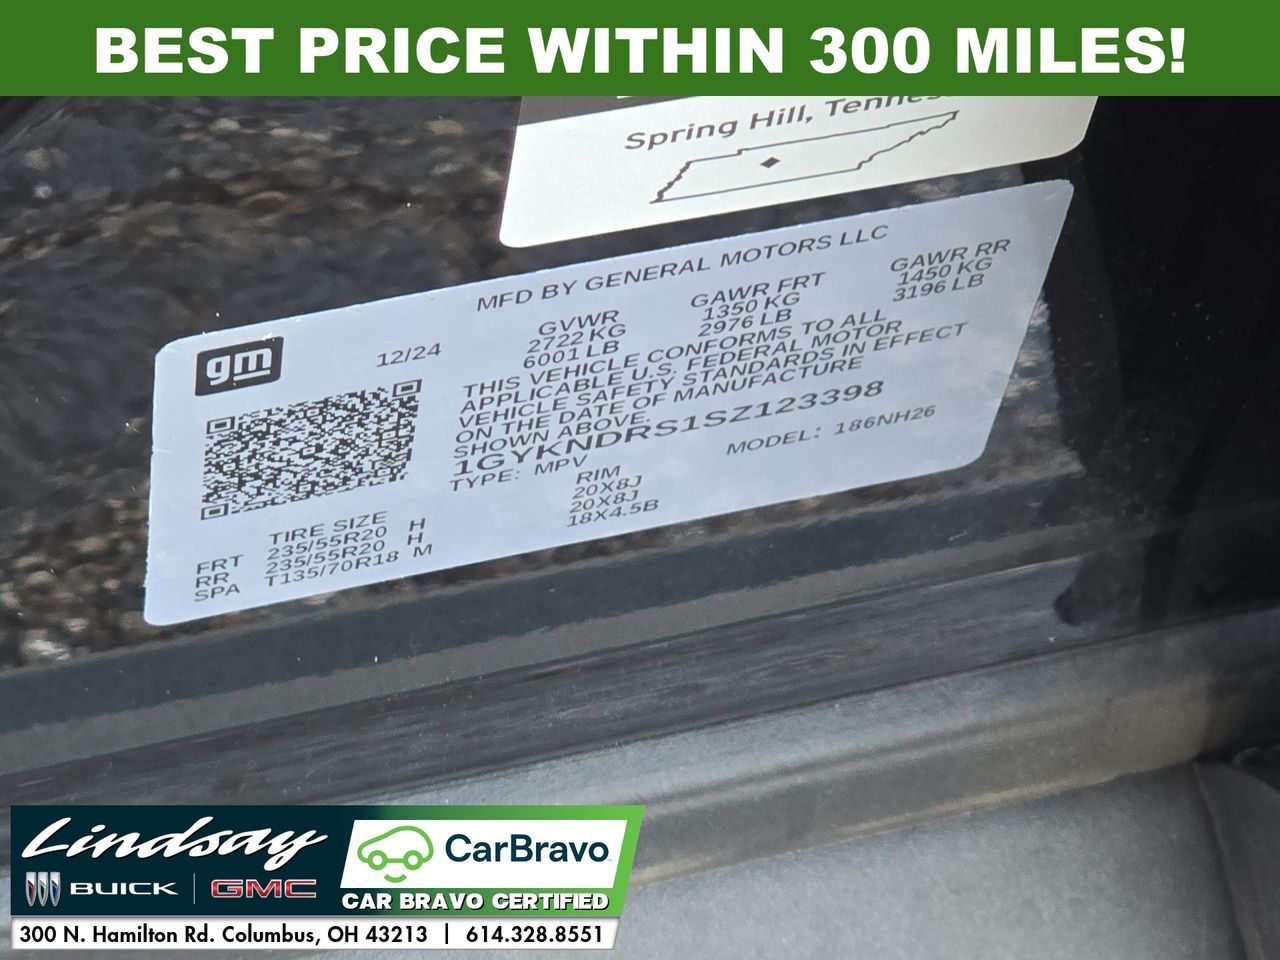 BEST PRICE WITHIN 300 MILES!
Spring Hill,
MFD BY GENERAL MOTORS LLC
gm
12/24
GVWR
2722 KG
6001 LB
GAWR FRT
1350 KG
2976 LB
GAWR RR
1450 KG
3196 LB
THIS VEHICLE CONFORMS TO ALL
APPLICABLE U.S. FEDERAL MOTOR
VEHICLE SAFETY STANDARDS IN EFFECT
ON THE DATE OF MANUFACTURE
SHOWN ABOVE.
1GYKNDRS1SZ123398
TYPE: MPV
MODEL: 186NH26
TIRE SIZE RIM
FRT 235/55R20 H 20X8J
RR 235/55R20 H 20X8J
SPA T135/70R18 M 18X4.5B
Lindsay
BUICK | GMC
CarBravo
CAR BRAVO CERTIFIED
300 N. Hamilton Rd. Columbus, OH 43213 | 614.328.8551